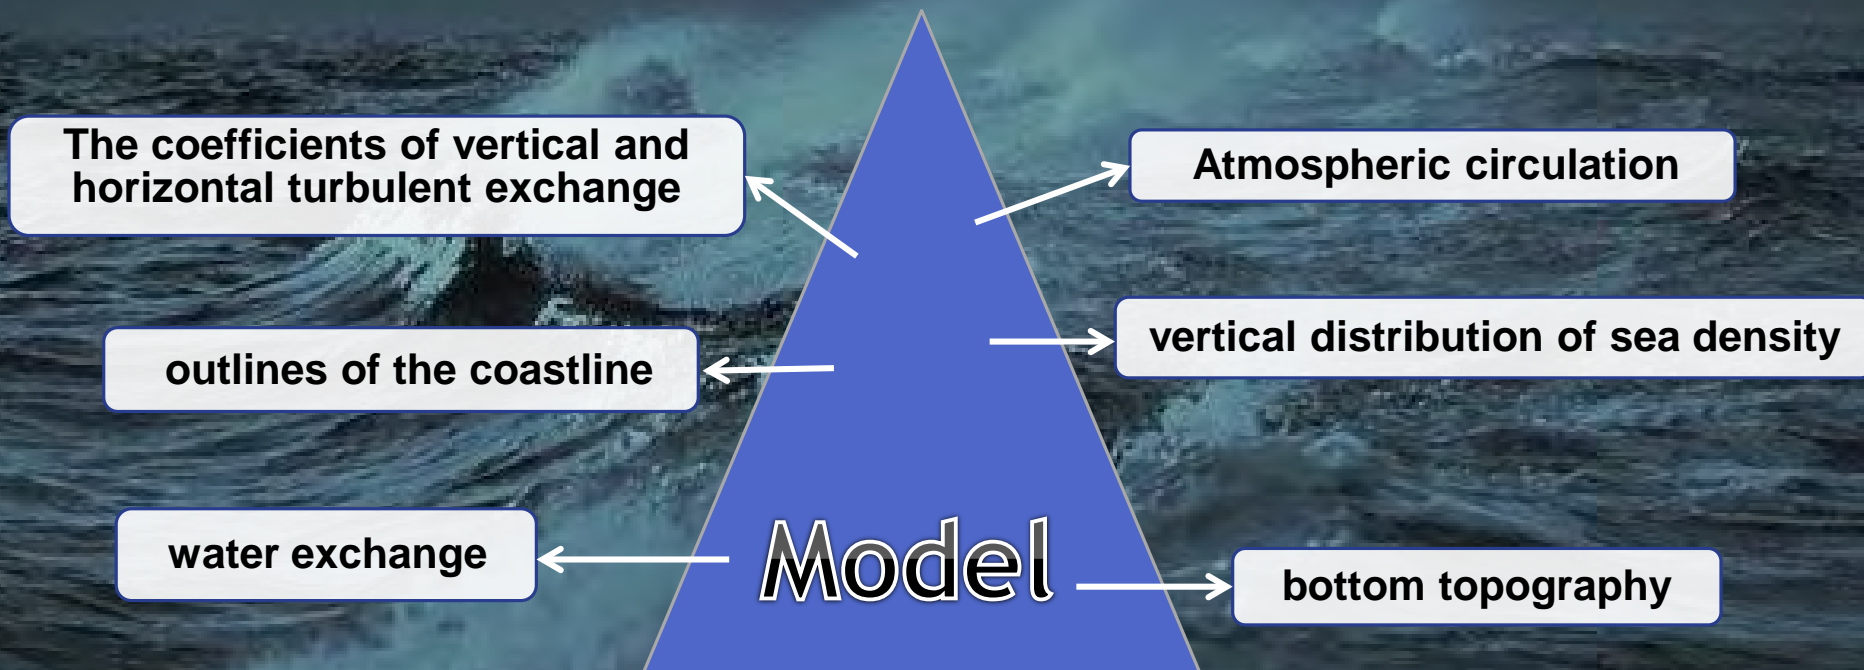 The coefficients of vertical and
horizontal turbulent exchange
Atmospheric circulation
outlines of the coastline
vertical distribution of sea density
water exchange
Model
bottom topography